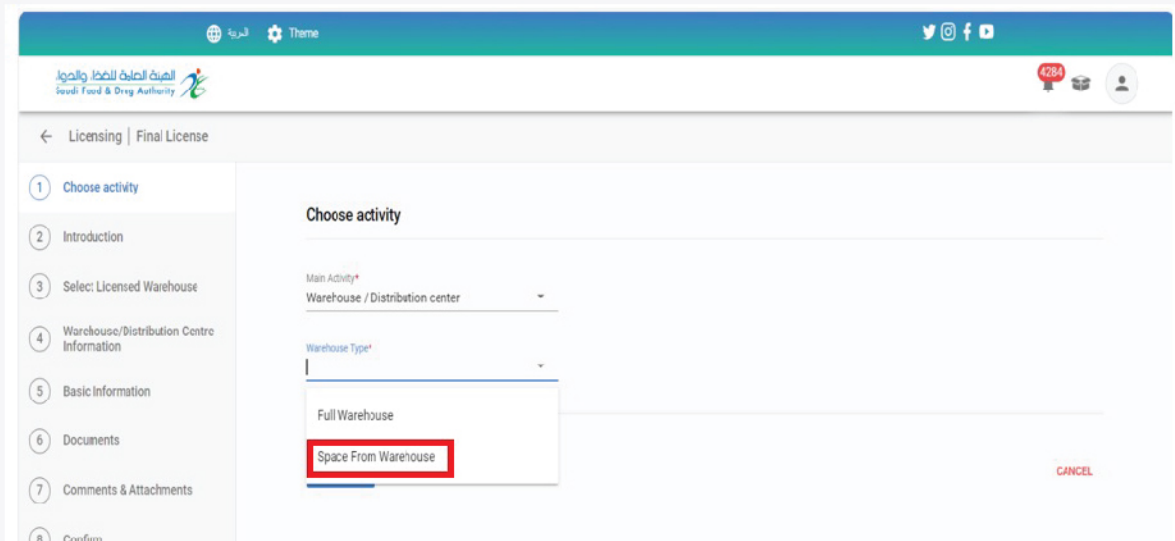 العربية
Theme
الهيئة العامة للغذاء والدواء
Saudi Food & Drug Authority
4284
Licensing | Final License
1 Choose activity
2 Introduction
3 Select Licensed Warehouse
4 Warehouse/Distribution Centre
Information
5 Basic Information
6 Documents
7 Comments & Attachments
8 Confirm
Choose activity
Main Activity*
Warehouse / Distribution center
Warehouse Type*
Full Warehouse
Space From Warehouse
CANCEL